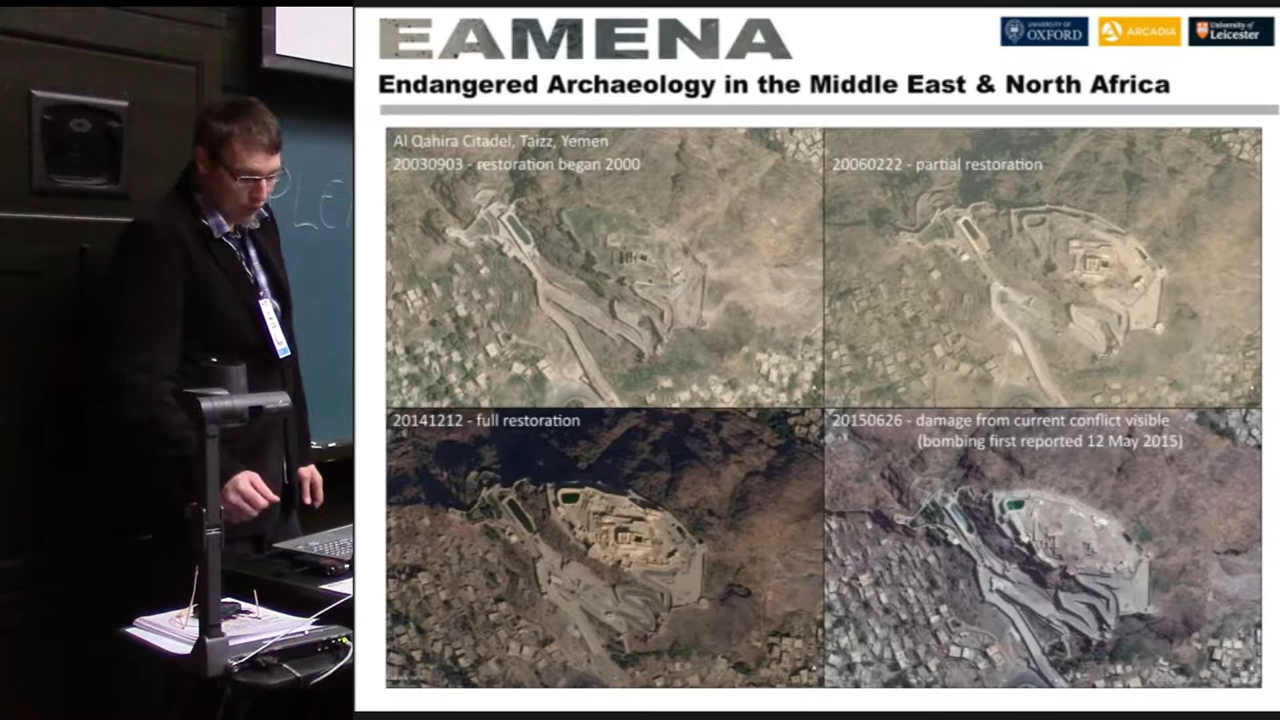 EAMENA
UNIVERSITY OF
OXFORD
ARCADIA
University of
Leicester
Endangered Archaeology in the Middle East & North Africa
Al Qahira Citadel, Taizz, Yemen
20030903 - restoration began 2000
20060222 - partial restoration
20141212 - full restoration
20150626 - damage from current conflict visible
(bombing first reported 12 May 2015)